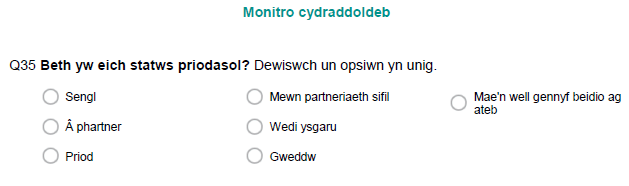 Monitro cydraddoldeb
Q35 Beth yw eich statws priodasol? Dewiswch un opsiwn yn unig.
Sengl
Â phartner
Priod
Mewn partneriaeth sifil
Wedi ysgaru
Gweddw
Mae'n well gennyf beidio ag
ateb